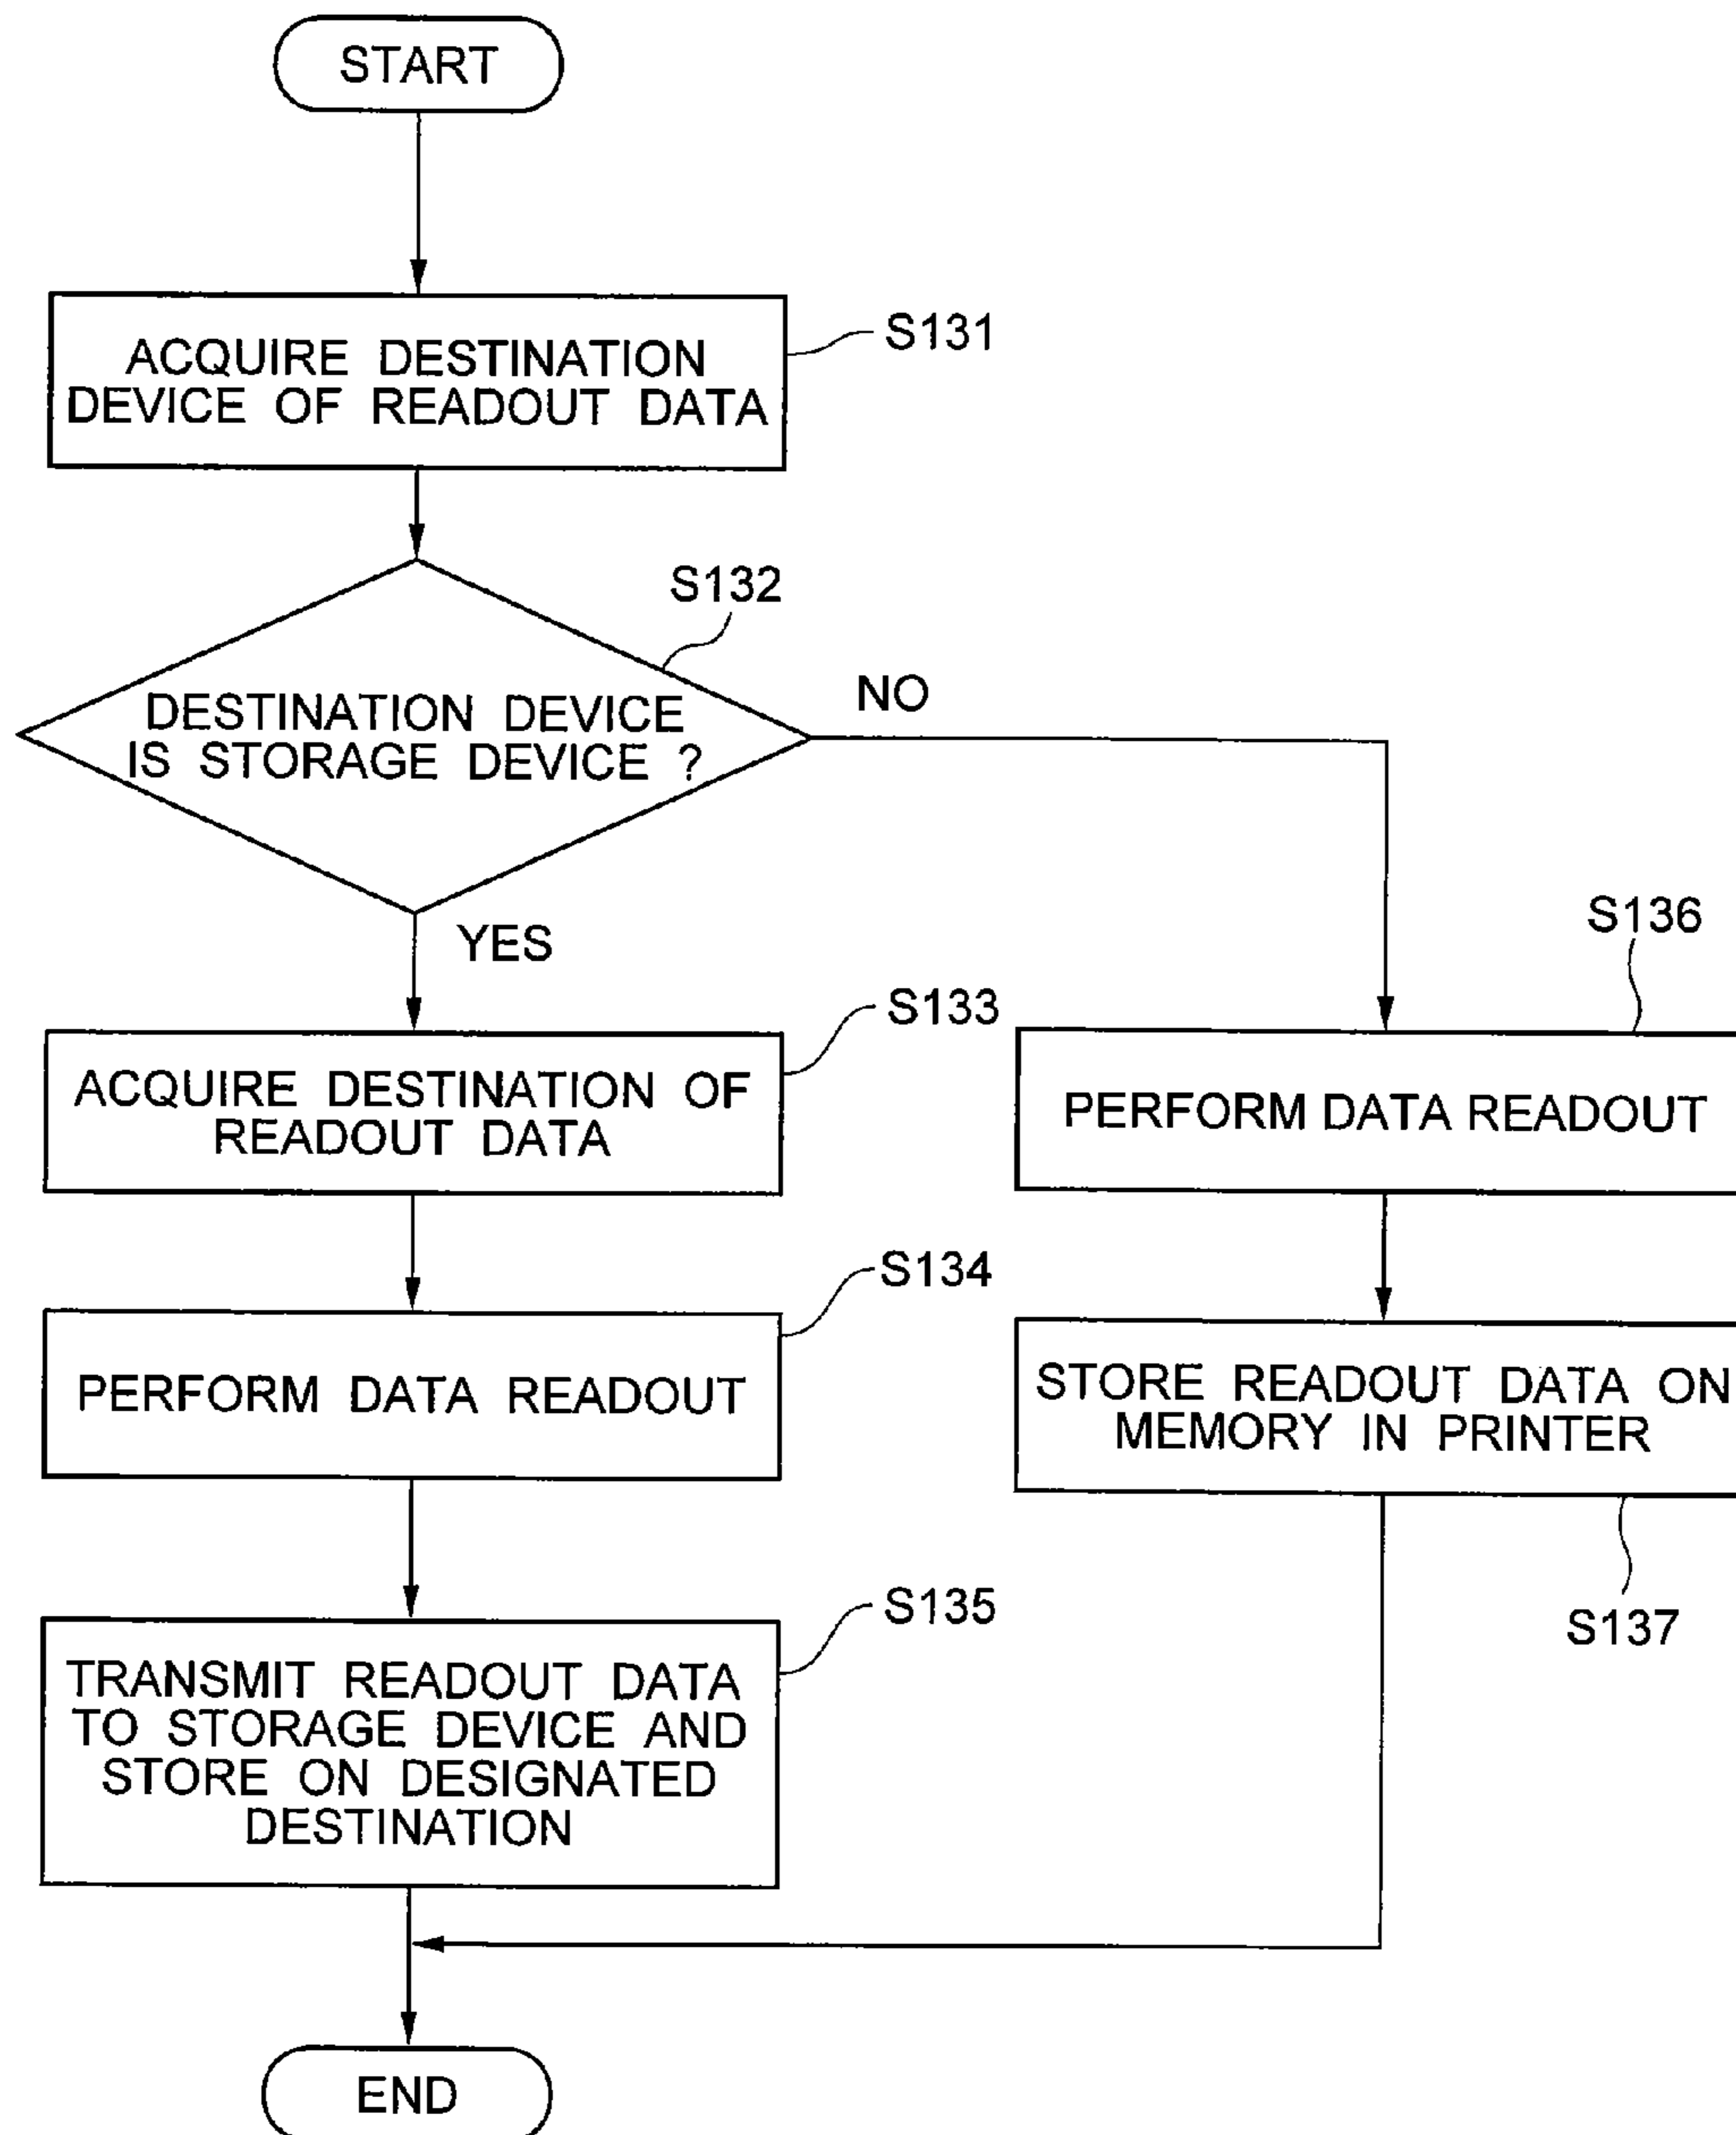 START
S131
ACQUIRE DESTINATION
DEVICE OF READOUT DATA
S132
DESTINATION DEVICE
IS STORAGE DEVICE ?
NO
YES
S133
ACQUIRE DESTINATION OF
READOUT DATA
S134
PERFORM DATA READOUT
S135
TRANSMIT READOUT DATA
TO STORAGE DEVICE AND
STORE ON DESIGNATED
DESTINATION
S136
PERFORM DATA READOUT
STORE READOUT DATA ON
MEMORY IN PRINTER
S137
END